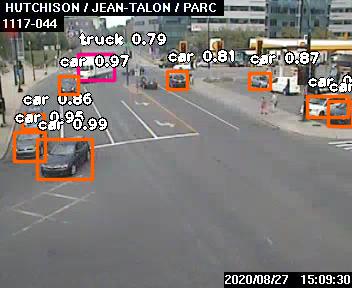 HUTCHISON / JEAN-TALON / PARC
1117-044
truck 0.79
car 0.97
car 0.81
car 0.87
car 0.86
car 0.95
car 0.99
car
2020/08/27 15:09:30